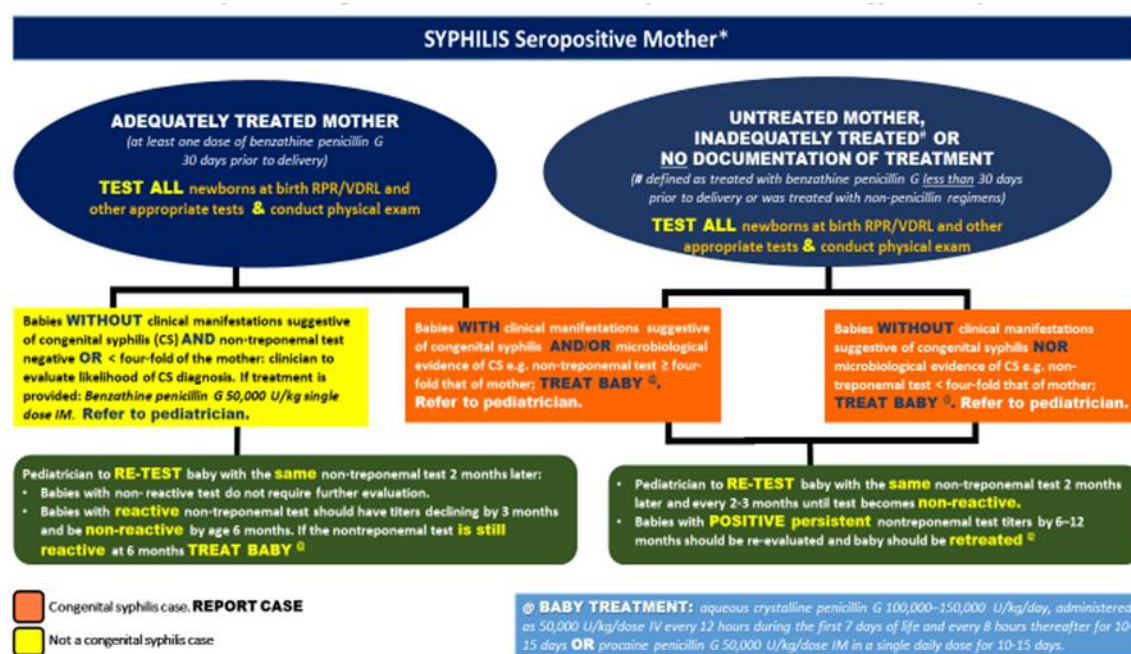 SYPHILIS Seropositive Mother*
ADEQUATELY TREATED MOTHER
(at least one dose of benzathine penicillin G
30 days prior to delivery)
TEST ALL newborns at birth RPR/VDRL and
other appropriate tests & conduct physical exam
UNTREATED MOTHER,
INADEQUATELY TREATED# OR
NO DOCUMENTATION OF TREATMENT
(# defined as treated with benzathine penicillin G less than 30 days
prior to delivery or was treated with non-penicillin regimens)
TEST ALL newborns at birth RPR/VDRL and other
appropriate tests & conduct physical exam
Babies WITHOUT clinical manifestations suggestive
of congenital syphilis (CS) AND non-treponemal test
negative OR < four-fold of the mother: clinician to
evaluate likelihood of CS diagnosis. If treatment is
provided: Benzathine penicillin G 50,000 U/kg single
dose IM. Refer to pediatrician.
Babies WITH clinical manifestations suggestive
of congenital syphilis AND/OR microbiological
evidence of CS e.g. non-treponemal test ≥ four-
fold that of mother; TREAT BABY @.
Refer to pediatrician.
Babies WITHOUT clinical manifestations
suggestive of congenital syphilis NOR
microbiological evidence of CS e.g. non-
treponemal test < four-fold that of mother;
TREAT BABY @. Refer to pediatrician.
Pediatrician to RE-TEST baby with the same non-treponemal test 2 months later:
• Babies with non- reactive test do not require further evaluation.
• Babies with reactive non-treponemal test should have titers declining by 3 months
and be non-reactive by age 6 months. If the nontreponemal test is still
reactive at 6 months TREAT BABY @
• Pediatrician to RE-TEST baby with the same non-treponemal test 2 months
later and every 2-3 months until test becomes non-reactive.
• Babies with POSITIVE persistent nontreponemal test titers by 6–12
months should be re-evaluated and baby should be retreated @
Congenital syphilis case. REPORT CASE
Not a congenital syphilis case
@ BABY TREATMENT: aqueous crystalline penicillin G 100,000–150,000 U/kg/day, administered
as 50,000 U/kg/dose IV every 12 hours during the first 7 days of life and every 8 hours thereafter for 10-
15 days OR procaine penicillin G 50,000 U/kg/dose IM in a single daily dose for 10-15 days.